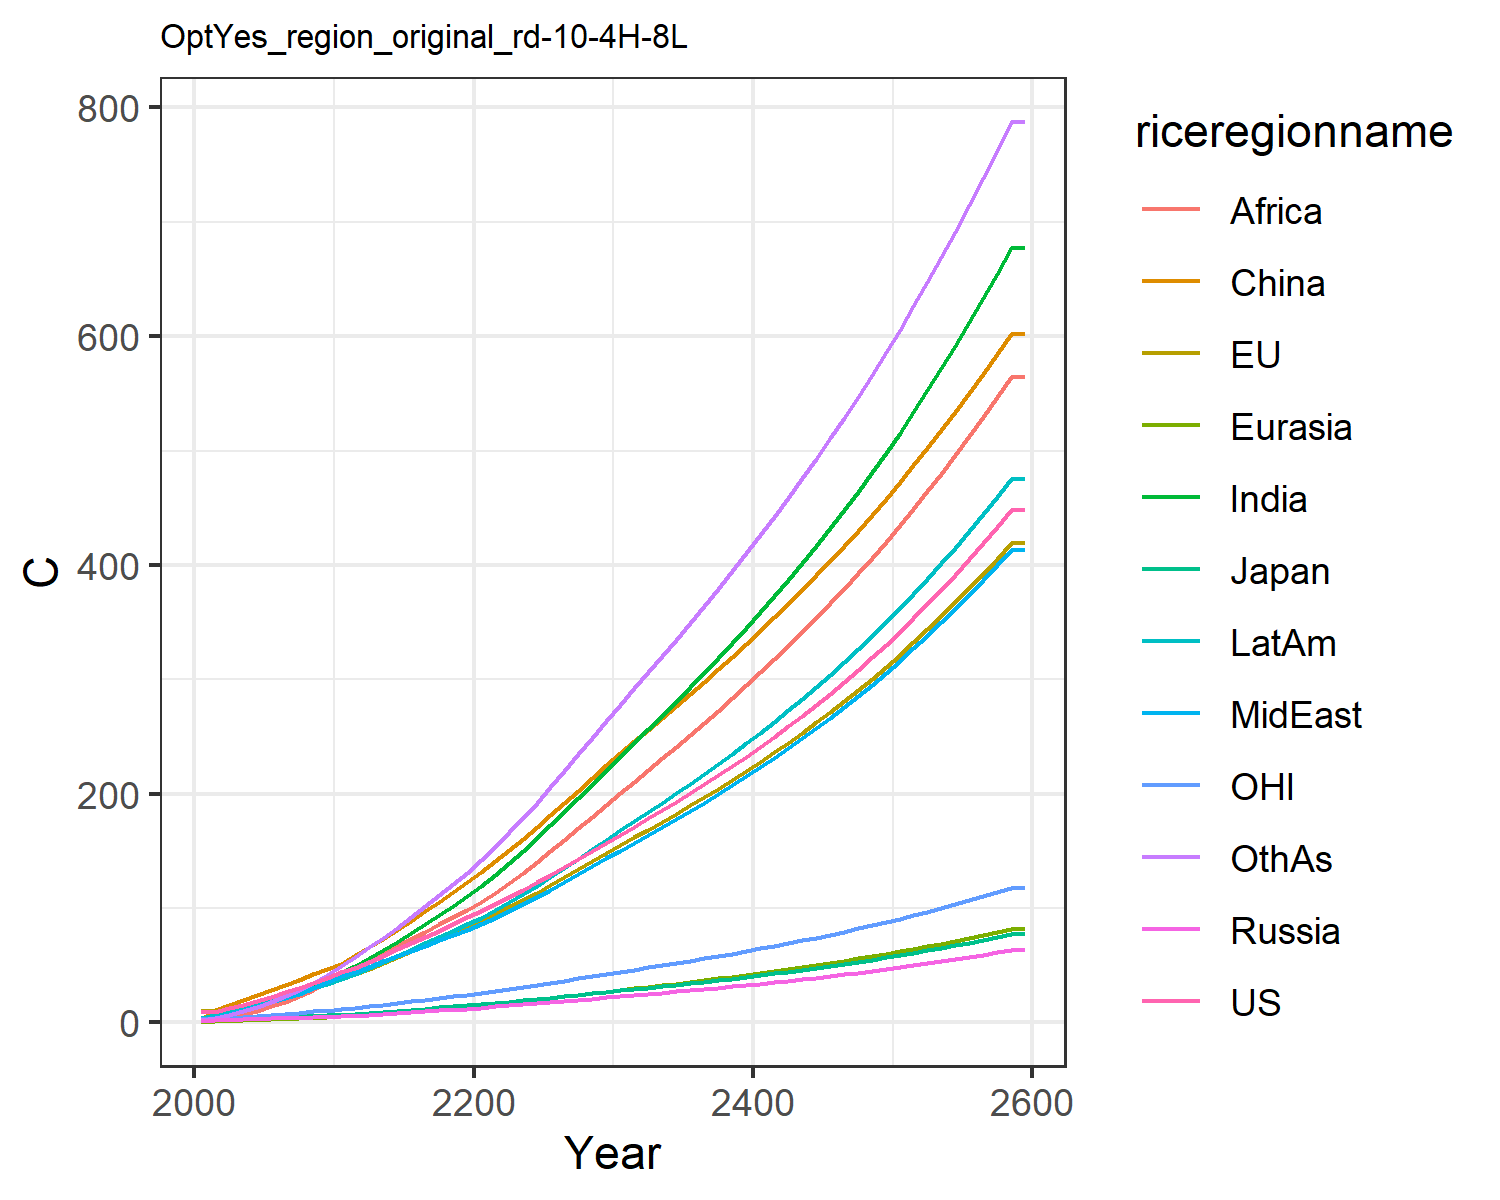 OptYes_region_original_rd-10-4H-8L
800
600
400
200
0
C
2000 2200 2400 2600
Year
riceregionname
Africa
China
EU
Eurasia
India
Japan
LatAm
MidEast
OHI
OthAs
Russia
US